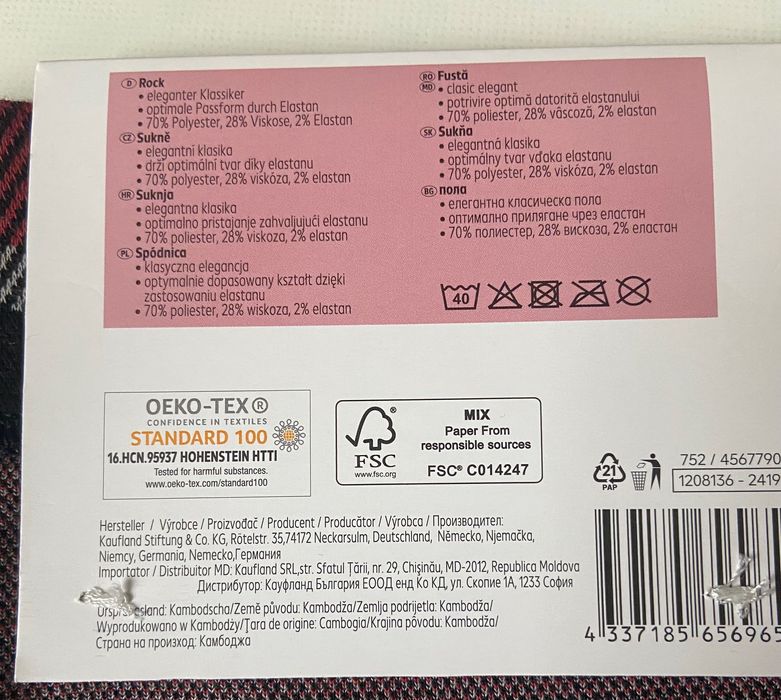 D Rock
• eleganter Klassiker
• optimale Passform durch Elastan
• 70% Polyester, 28% Viskose, 2% Elastan
CZ Sukně
• elegantní klasika
• drží optimální tvar díky elastanu
• 70% polyester, 28% viskóza, 2% elastan
HR Suknja
• elegantna klasika
• optimalno pristajanje zahvaljujući elastanu
• 70% poliester, 28% viskoza, 2% elastan
PL Spódnica
• klasyczna elegancja
• optymalnie dopasowany kształt dzięki
zastosowaniu elastanu
• 70% poliester, 28% wiskoza, 2% elastan
RO Fustă
MD • clasic elegant
• potrivire optimă datorită elastanului
• 70% poliester, 28% vâscoză, 2% elastan
SK Sukňa
• elegantná klasika
• optimálny tvar vďaka elastanu
• 70% polyester, 28% viskóza, 2% elastan
BG пола
• елегантна класическа пола
• оптимално прилягане чрез еластан
• 70% полиестер, 28% вискоза, 2% еластан
40
OEKO-TEX®
CONFIDENCE IN TEXTILES
STANDARD 100
16.HCN.95937 HOHENSTEIN HTTI
Tested for harmful substances.
www.oeko-tex.com/standard100
®
FSC
www.fsc.org
MIX
Paper From
responsible sources
FSC® C014247
21
PAP
752 / 4567790
1208136 - 2419
Hersteller / Výrobce / Proizvođač / Producent / Producător / Výrobca / Производител:
Kaufland Stiftung & Co. KG, Rötelstr. 35,74172 Neckarsulm, Deutschland, Německo, Njemačka,
Niemcy, Germania, Nemecko,Германия
Importator / Distribuitor MD: Kaufland SRL,str. Sfatul Țării, nr. 29, Chișinău, MD-2012, Republica Moldova
Дистрибутор: Кауфланд България ЕООД енд Ко КД, ул. Скопие 1А, 1233 София
Ursprungsland: Kambodscha/Země původu: Kambodža/Zemlja podrijetla: Kambodža/
Wyprodukowano w Kambodży/Țara de origine: Cambogia/Krajina pôvodu: Kambodža/
Страна на произход: Камбоджа
4 337185 656965